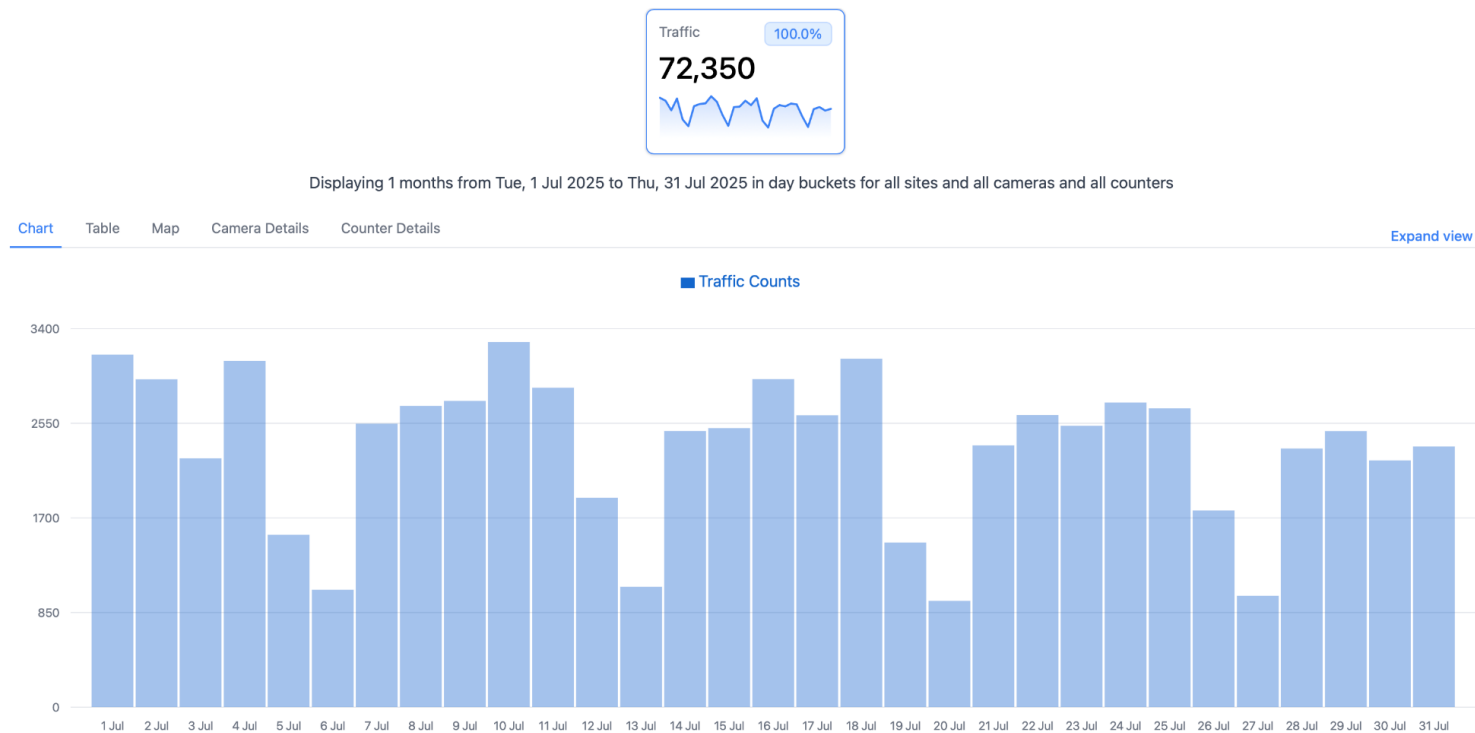 Traffic 100.0%
72,350
Displaying 1 months from Tue, 1 Jul 2025 to Thu, 31 Jul 2025 in day buckets for all sites and all cameras and all counters
Chart Table Map Camera Details Counter Details Expand view
Traffic Counts
3400
2550
1700
850
0
1 Jul 2 Jul 3 Jul 4 Jul 5 Jul 6 Jul 7 Jul 8 Jul 9 Jul 10 Jul 11 Jul 12 Jul 13 Jul 14 Jul 15 Jul 16 Jul 17 Jul 18 Jul 19 Jul 20 Jul 21 Jul 22 Jul 23 Jul 24 Jul 25 Jul 26 Jul 27 Jul 28 Jul 29 Jul 30 Jul 31 Jul